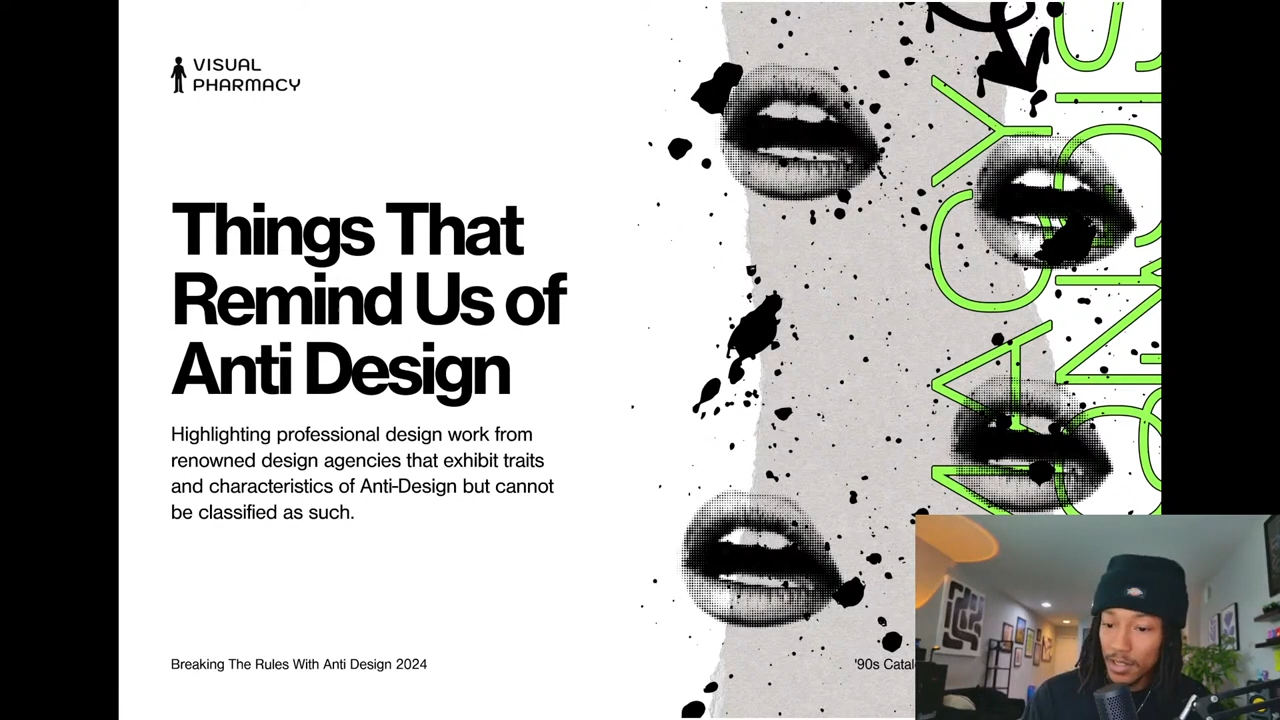 VISUAL
PHARMACY
Things That
Remind Us of
Anti Design
Highlighting professional design work from
renowned design agencies that exhibit traits
and characteristics of Anti-Design but cannot
be classified as such.
Breaking The Rules With Anti Design 2024
'90s